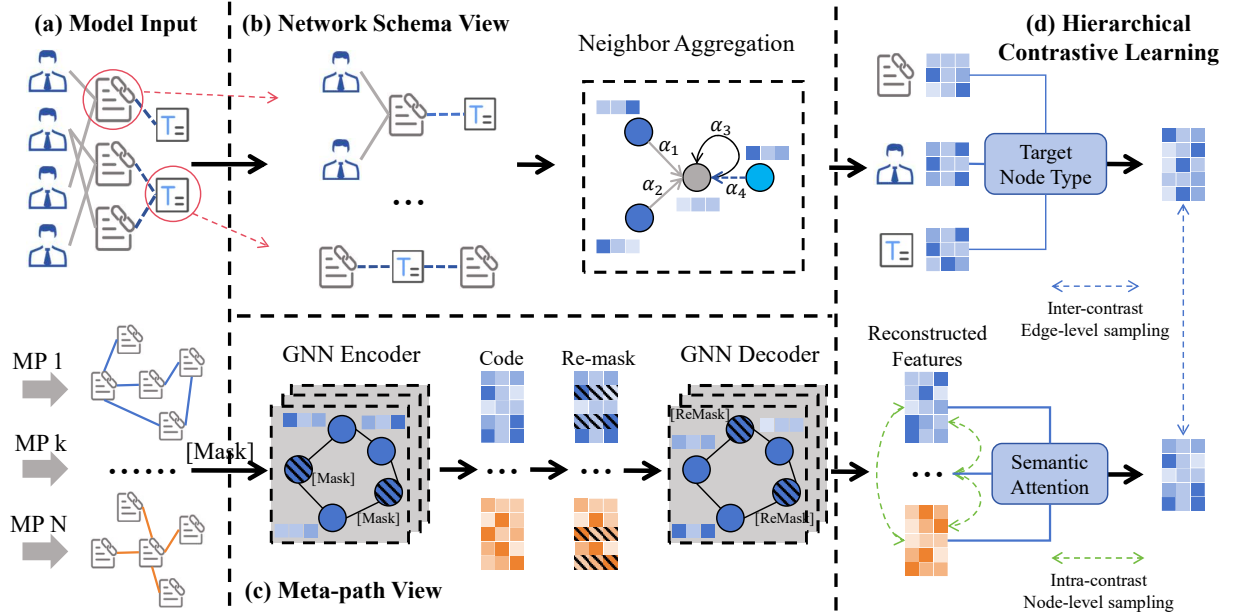 (a) Model Input
T
T
MP 1
MP k
......
MP N
(b) Network Schema View
T
...
T
Neighbor Aggregation
α1
α2
α3
α4
[Mask]
GNN Encoder
[Mask]
[Mask]
Code
...
Re-mask
...
GNN Decoder
[ReMask]
[ReMask]
(c) Meta-path View
(d) Hierarchical
Contrastive Learning
T
Target
Node Type
Inter-contrast
Edge-level sampling
Reconstructed
Features
...
Semantic
Attention
Intra-contrast
Node-level sampling